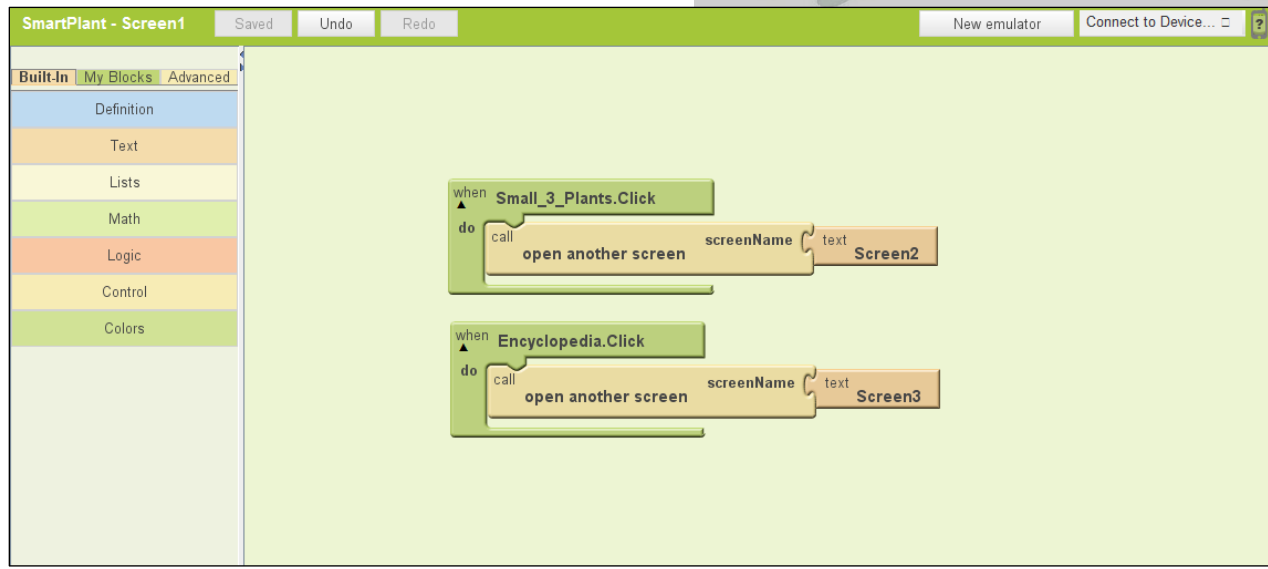 SmartPlant - Screen1 Saved Undo Redo New emulator Connect to Device... ?
Built-In My Blocks Advanced
Definition
Text
Lists
Math
Logic
Control
Colors
when Small_3_Plants.Click
do call open another screen screenName text Screen2
when Encyclopedia.Click
do call open another screen screenName text Screen3